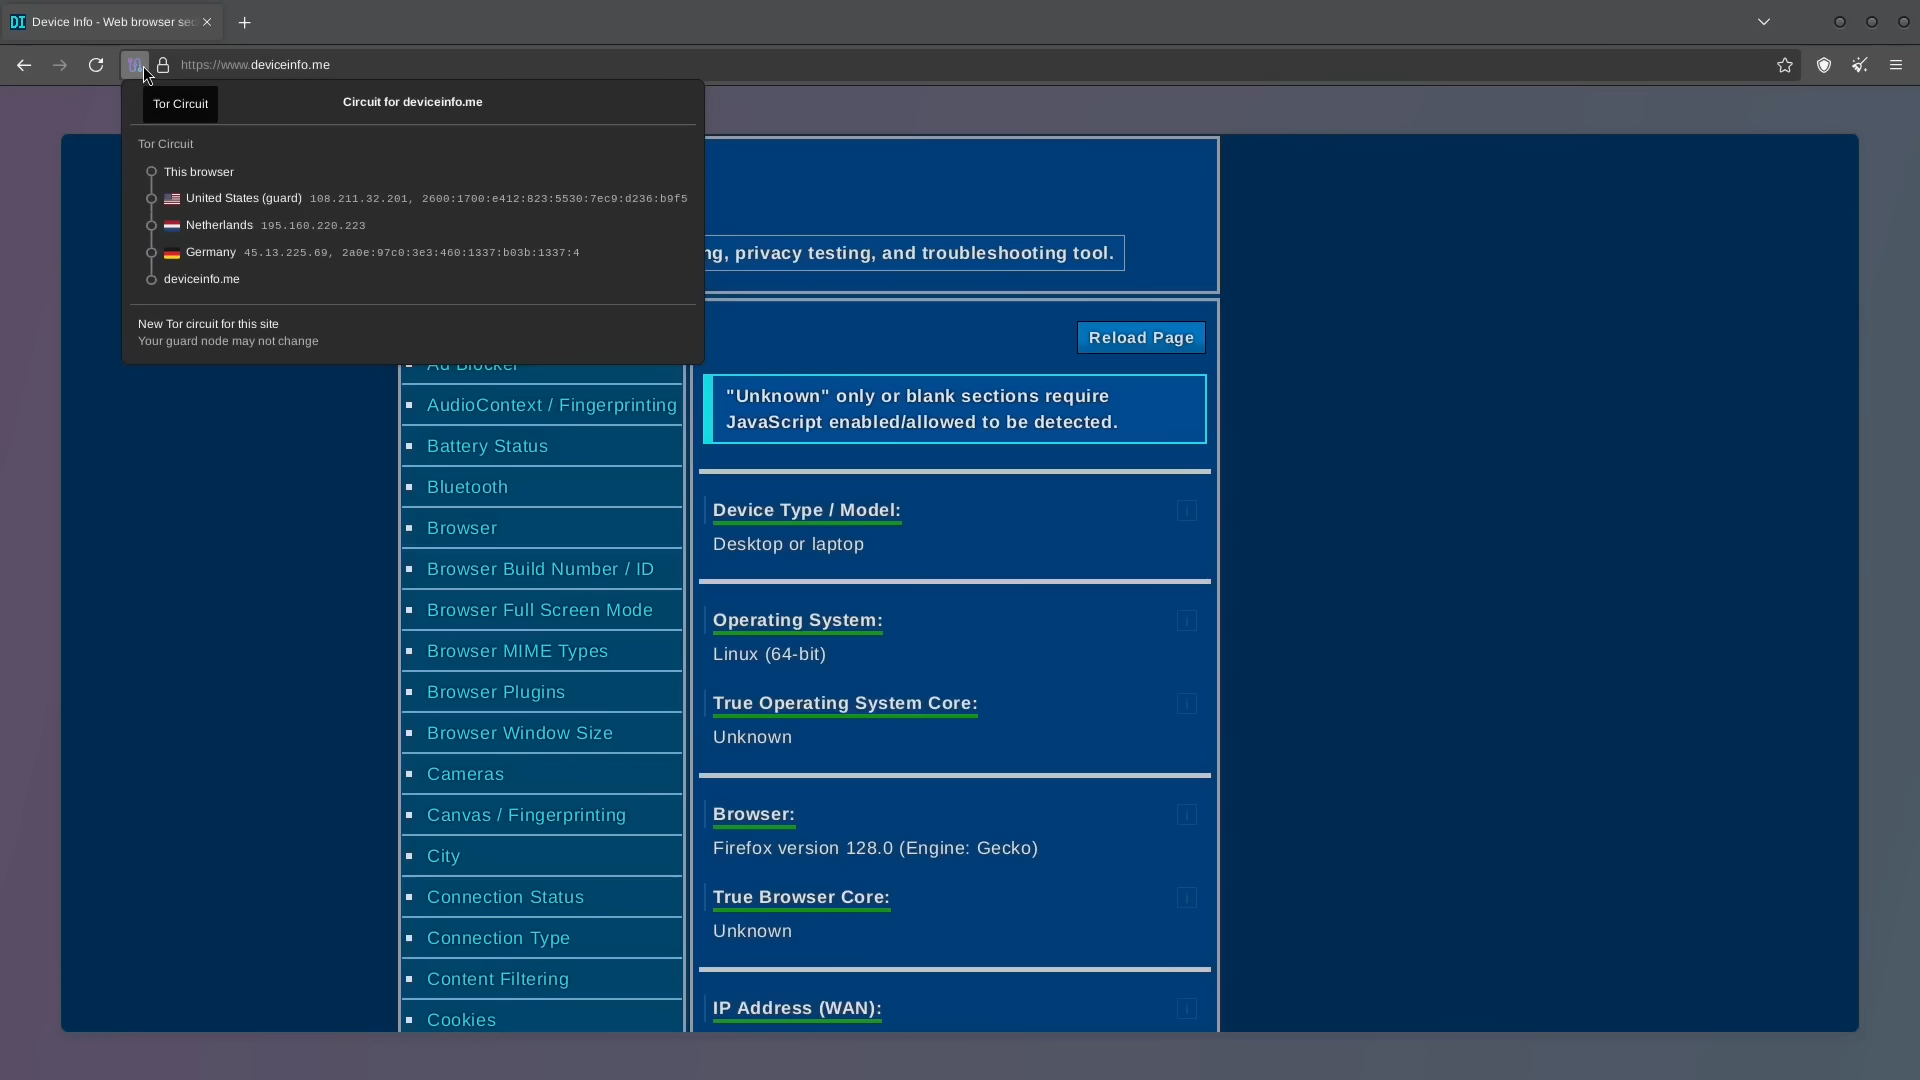 DI Device Info - Web browser sec
https://www.deviceinfo.me
Tor Circuit
Circuit for deviceinfo.me
Tor Circuit
This browser
United States (guard) 108.211.32.201, 2600:1700:e412:823:5530:7ec9:d236:b9f5
Netherlands 195.160.220.223
Germany 45.13.225.69, 2a0e:97c0:3e3:460:1337:b03b:1337:4
deviceinfo.me
New Tor circuit for this site
Your guard node may not change
ng, privacy testing, and troubleshooting tool.
Reload Page
"Unknown" only or blank sections require
JavaScript enabled/allowed to be detected.
Ad Blocker
AudioContext / Fingerprinting
Battery Status
Bluetooth
Browser
Browser Build Number / ID
Browser Full Screen Mode
Browser MIME Types
Browser Plugins
Browser Window Size
Cameras
Canvas / Fingerprinting
City
Connection Status
Connection Type
Content Filtering
Cookies
Device Type / Model:
i
Desktop or laptop
Operating System:
i
Linux (64-bit)
True Operating System Core:
i
Unknown
Browser:
i
Firefox version 128.0 (Engine: Gecko)
True Browser Core:
i
Unknown
IP Address (WAN):
i